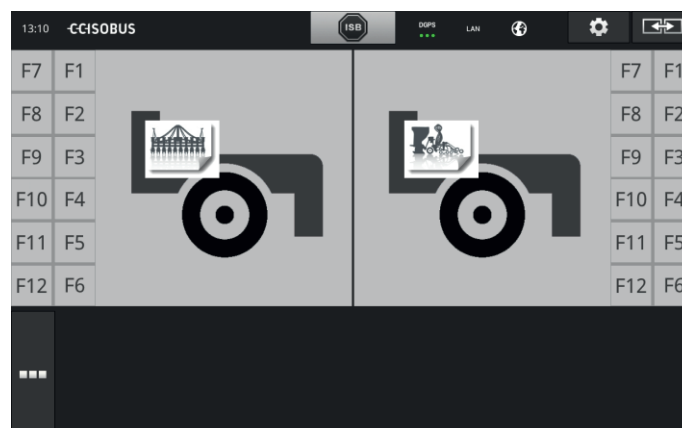 13:10 CCISOBUS ISB DGPS LAN
F7 F1 F7 F1
F8 F2 F8 F2
F9 F3 F9 F3
F10 F4 F10 F4
F11 F5 F11 F5
F12 F6 F12 F6